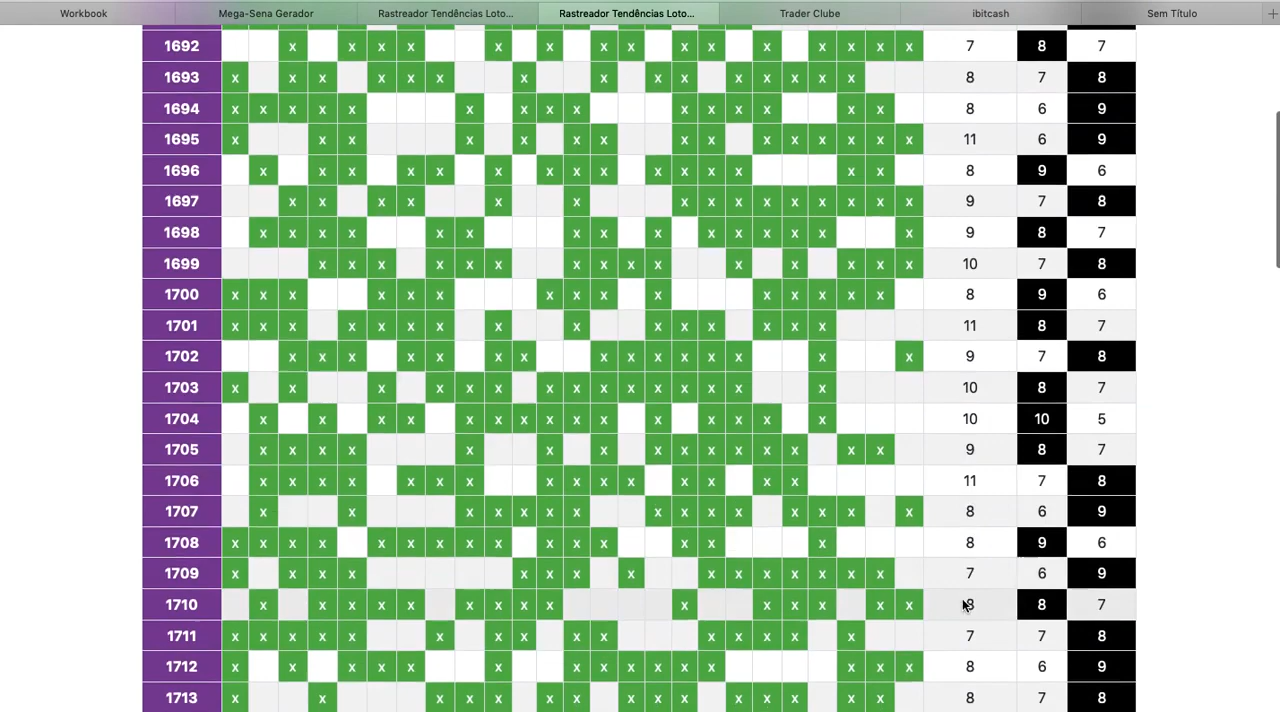 Workbook Mega-Sena Gerador Rastreador Tendências Loto... Rastreador Tendências Loto... Trader Clube ibitcash Sem Título +
1692 x x x x x x x x x x x x x x x 7 8 7
1693 x x x x x x x x x x x x x x x 8 7 8
1694 x x x x x x x x x x x x x x x 8 6 9
1695 x x x x x x x x x x x x x x x 11 6 9
1696 x x x x x x x x x x x x x x x 8 9 6
1697 x x x x x x x x x x x x x x x 9 7 8
1698 x x x x x x x x x x x x x x x 9 8 7
1699 x x x x x x x x x x x x x x x 10 7 8
1700 x x x x x x x x x x x x x x x 8 9 6
1701 x x x x x x x x x x x x x x x 11 8 7
1702 x x x x x x x x x x x x x x x 9 7 8
1703 x x x x x x x x x x x x x x x 10 8 7
1704 x x x x x x x x x x x x x x x 10 10 5
1705 x x x x x x x x x x x x x x x 9 8 7
1706 x x x x x x x x x x x x x x x 11 7 8
1707 x x x x x x x x x x x x x x x 8 6 9
1708 x x x x x x x x x x x x x x x 8 9 6
1709 x x x x x x x x x x x x x x x 7 6 9
1710 x x x x x x x x x x x x x x x 8 8 7
1711 x x x x x x x x x x x x x x x 7 7 8
1712 x x x x x x x x x x x x x x x 8 6 9
1713 x x x x x x x x x x x x x x x 8 7 8